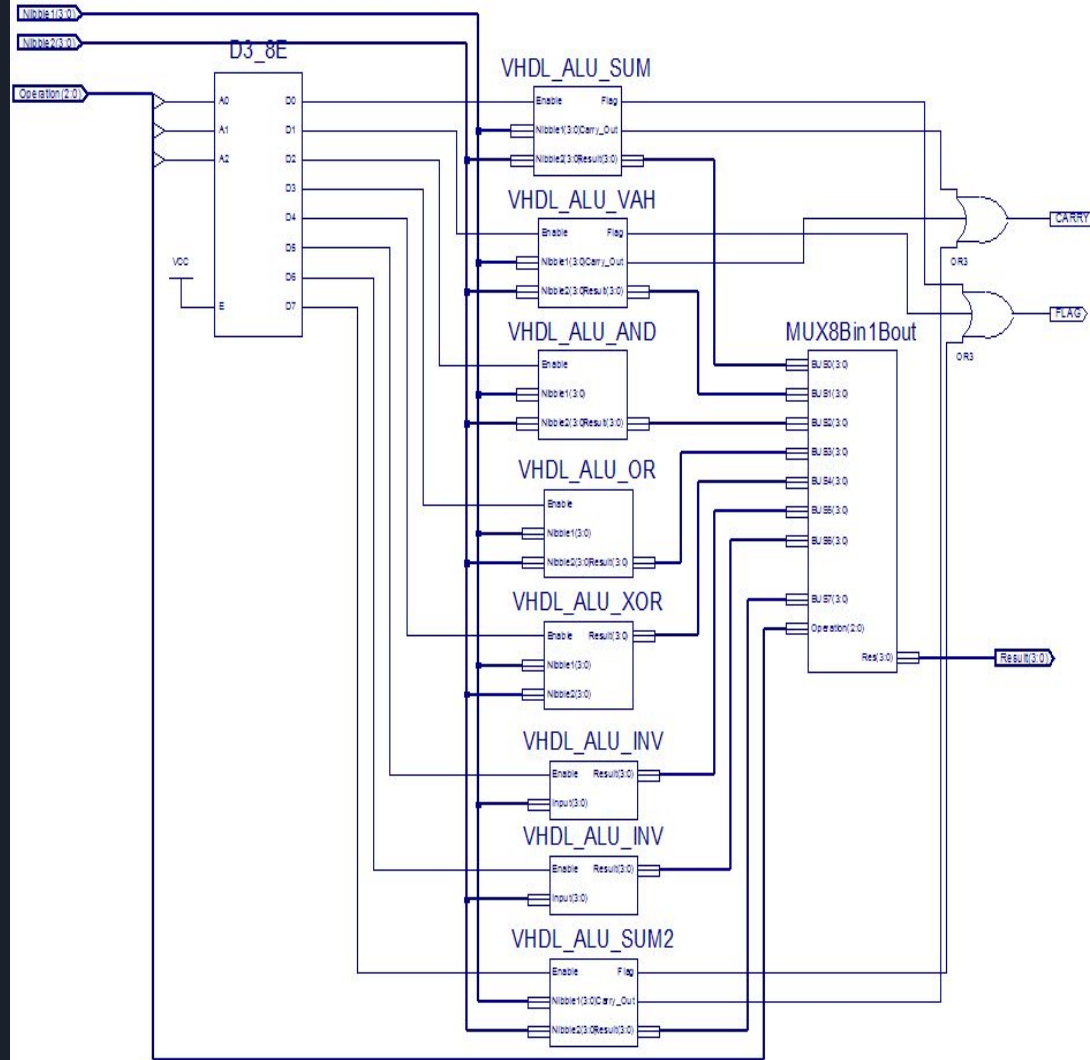 Nibble1(3:0)
Nibble2(3:0)
Operation(2:0)
D3_8E
A0 D0
A1 D1
A2 D2
D3
D4
D5
D6
E D7
VCC
VHDL_ALU_SUM
Enable Flag
Nibble1(3:0) Carry_Out
Nibble2(3:0) Result(3:0)
VHDL_ALU_VAH
Enable Flag
Nibble1(3:0) Carry_Out
Nibble2(3:0) Result(3:0)
VHDL_ALU_AND
Enable
Nibble1(3:0)
Nibble2(3:0) Result(3:0)
VHDL_ALU_OR
Enable
Nibble1(3:0)
Nibble2(3:0) Result(3:0)
VHDL_ALU_XOR
Enable Result(3:0)
Nibble1(3:0)
Nibble2(3:0)
VHDL_ALU_INV
Enable Result(3:0)
Input(3:0)
VHDL_ALU_INV
Enable Result(3:0)
Input(3:0)
VHDL_ALU_SUM2
Enable Flag
Nibble1(3:0) Carry_Out
Nibble2(3:0) Result(3:0)
CARRY
OR3
FLAG
OR3
MUX8Bin1Bout
BUS0(3:0)
BUS1(3:0)
BUS2(3:0)
BUS3(3:0)
BUS4(3:0)
BUS5(3:0)
BUS6(3:0)
BUS7(3:0)
Operation(2:0)
Res(3:0)
Result(3:0)